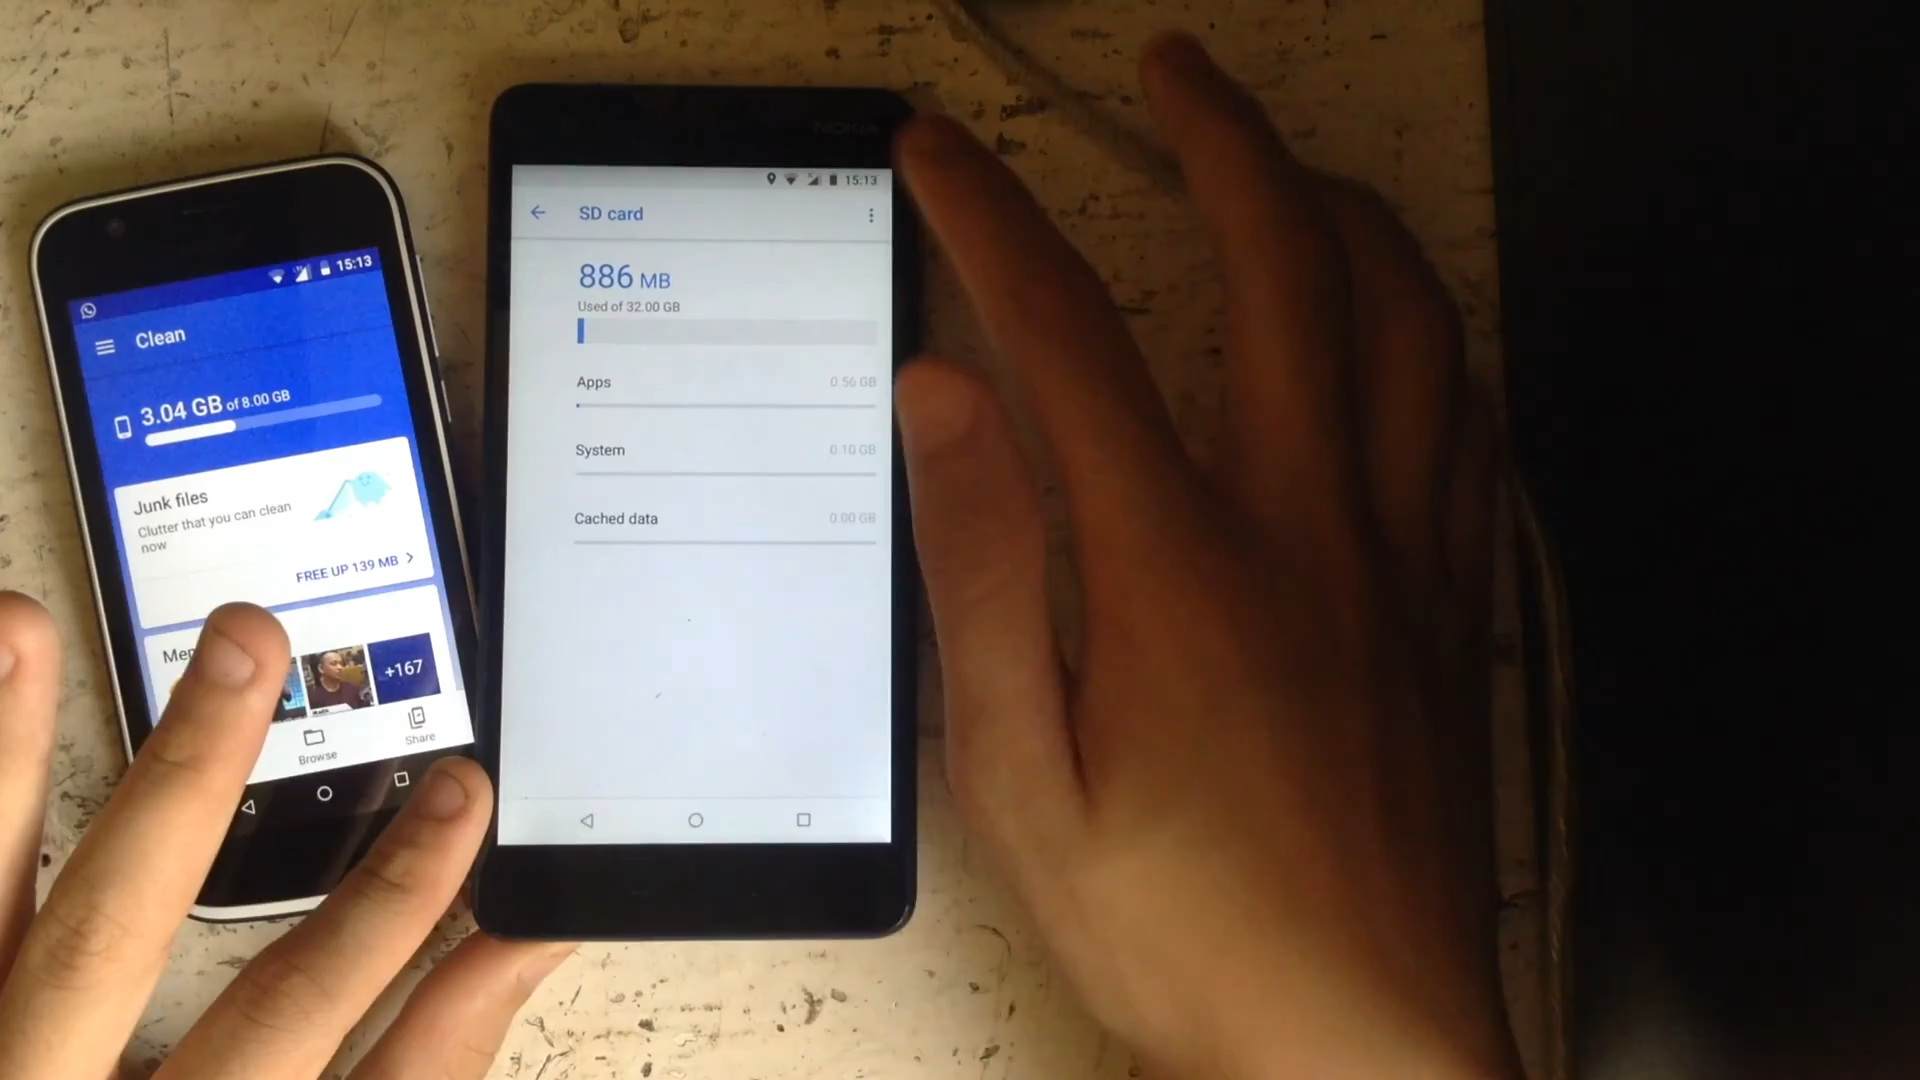 15:13
Clean
3.04 GB of 8.00 GB
Junk files
Clutter that you can clean
now
FREE UP 139 MB
+167
Browse
Share
NOKIA
15:13
SD card
886 MB
Used of 32.00 GB
Apps
0.56 GB
System
0.10 GB
Cached data
0.00 GB